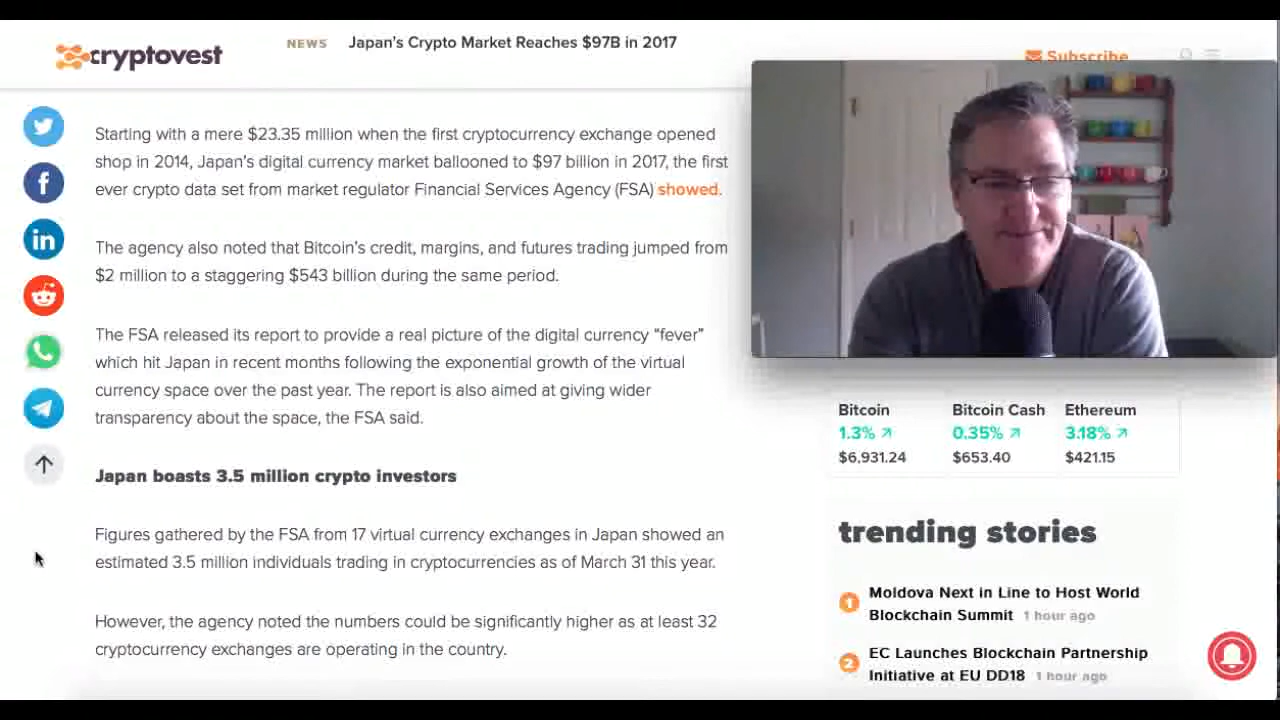 cryptovest
NEWS Japan's Crypto Market Reaches $97B in 2017
Subscribe
Starting with a mere $23.35 million when the first cryptocurrency exchange opened
shop in 2014, Japan's digital currency market ballooned to $97 billion in 2017, the first
ever crypto data set from market regulator Financial Services Agency (FSA) showed.
The agency also noted that Bitcoin's credit, margins, and futures trading jumped from
$2 million to a staggering $543 billion during the same period.
The FSA released its report to provide a real picture of the digital currency "fever"
which hit Japan in recent months following the exponential growth of the virtual
currency space over the past year. The report is also aimed at giving wider
transparency about the space, the FSA said.
Japan boasts 3.5 million crypto investors
Figures gathered by the FSA from 17 virtual currency exchanges in Japan showed an
estimated 3.5 million individuals trading in cryptocurrencies as of March 31 this year.
However, the agency noted the numbers could be significantly higher as at least 32
cryptocurrency exchanges are operating in the country.
Bitcoin Bitcoin Cash Ethereum
1.3% 0.35% 3.18%
$6,931.24 $653.40 $421.15
trending stories
1 Moldova Next in Line to Host World
Blockchain Summit 1 hour ago
2 EC Launches Blockchain Partnership
Initiative at EU DD18 1 hour ago